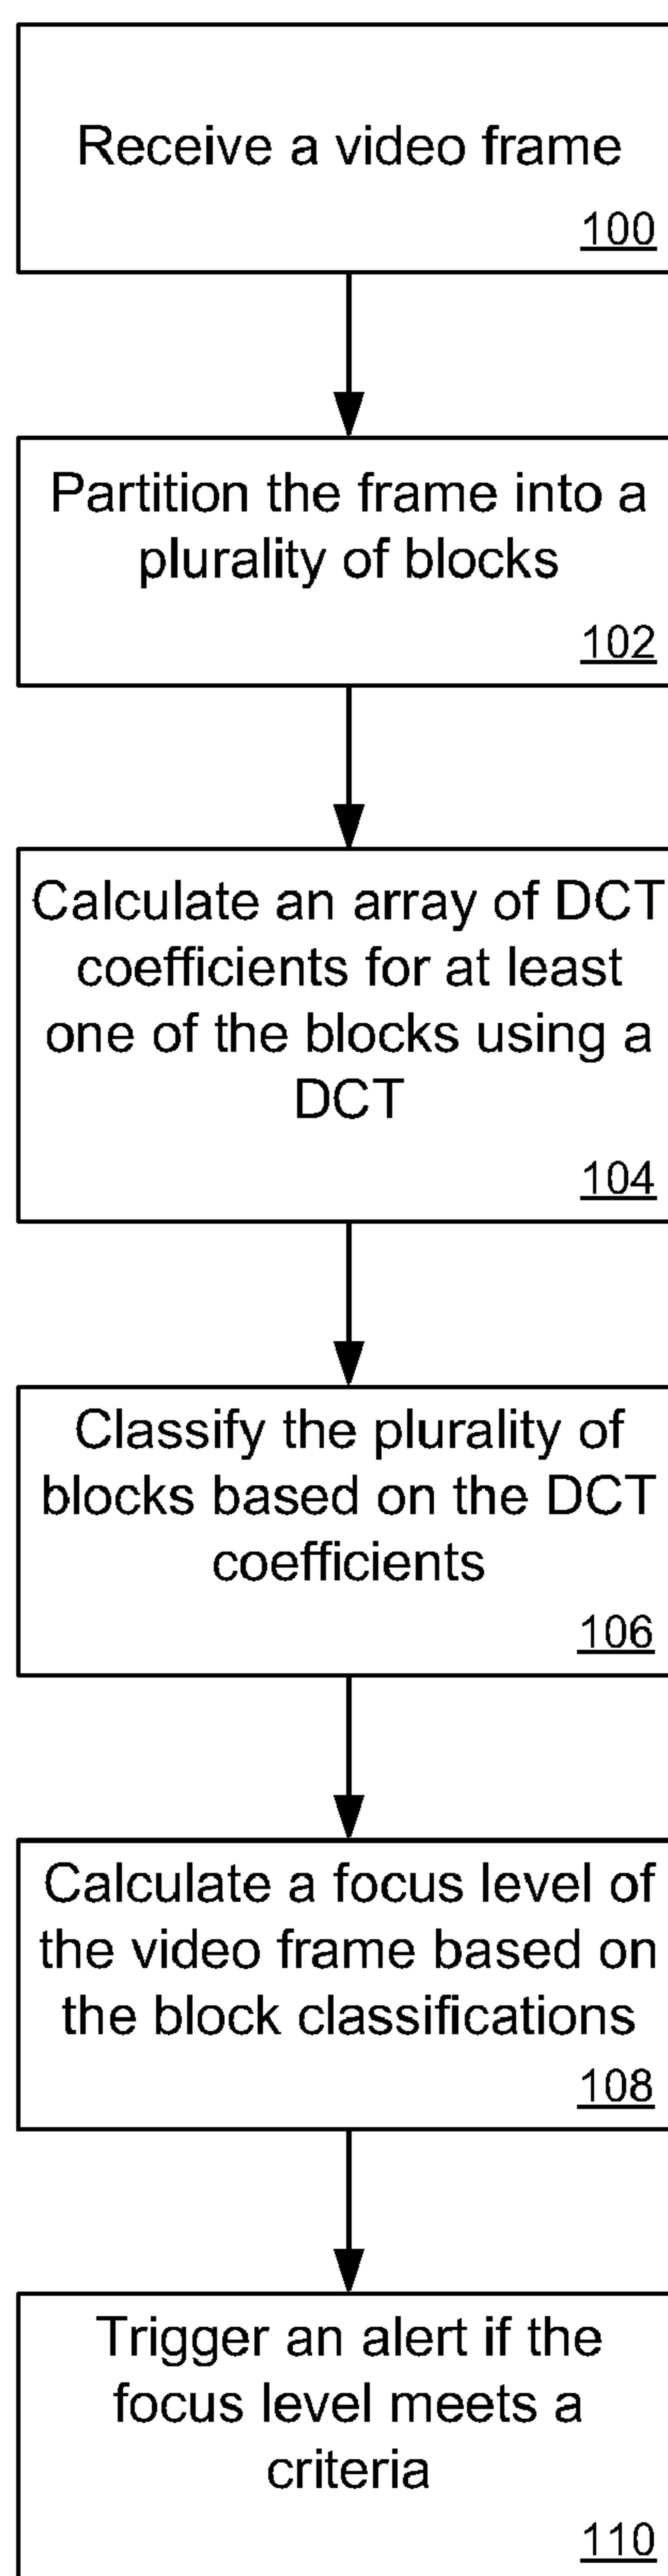 Receive a video frame
100
Partition the frame into a
plurality of blocks
102
Calculate an array of DCT
coefficients for at least
one of the blocks using a
DCT
104
Classify the plurality of
blocks based on the DCT
coefficients
106
Calculate a focus level of
the video frame based on
the block classifications
108
Trigger an alert if the
focus level meets a
criteria
110